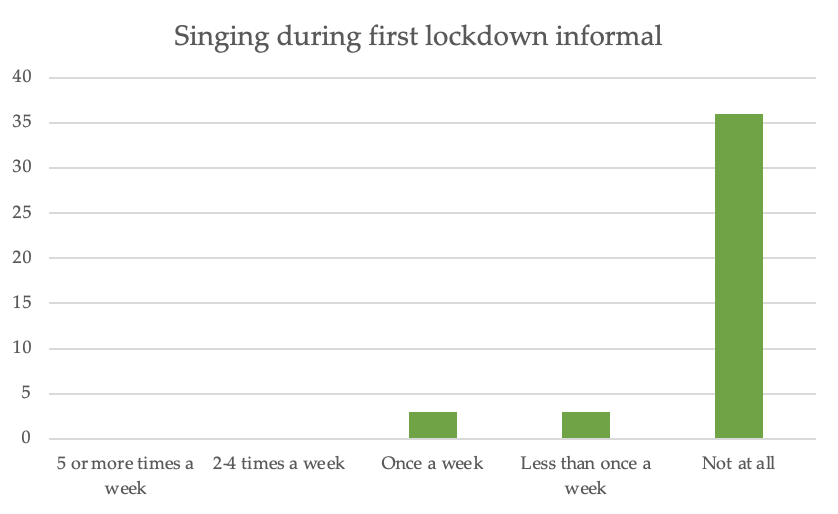 Singing during first lockdown informal
40
35
30
25
20
15
10
5
0
5 or more times a
week
2-4 times a week
Once a week
Less than once a
week
Not at all